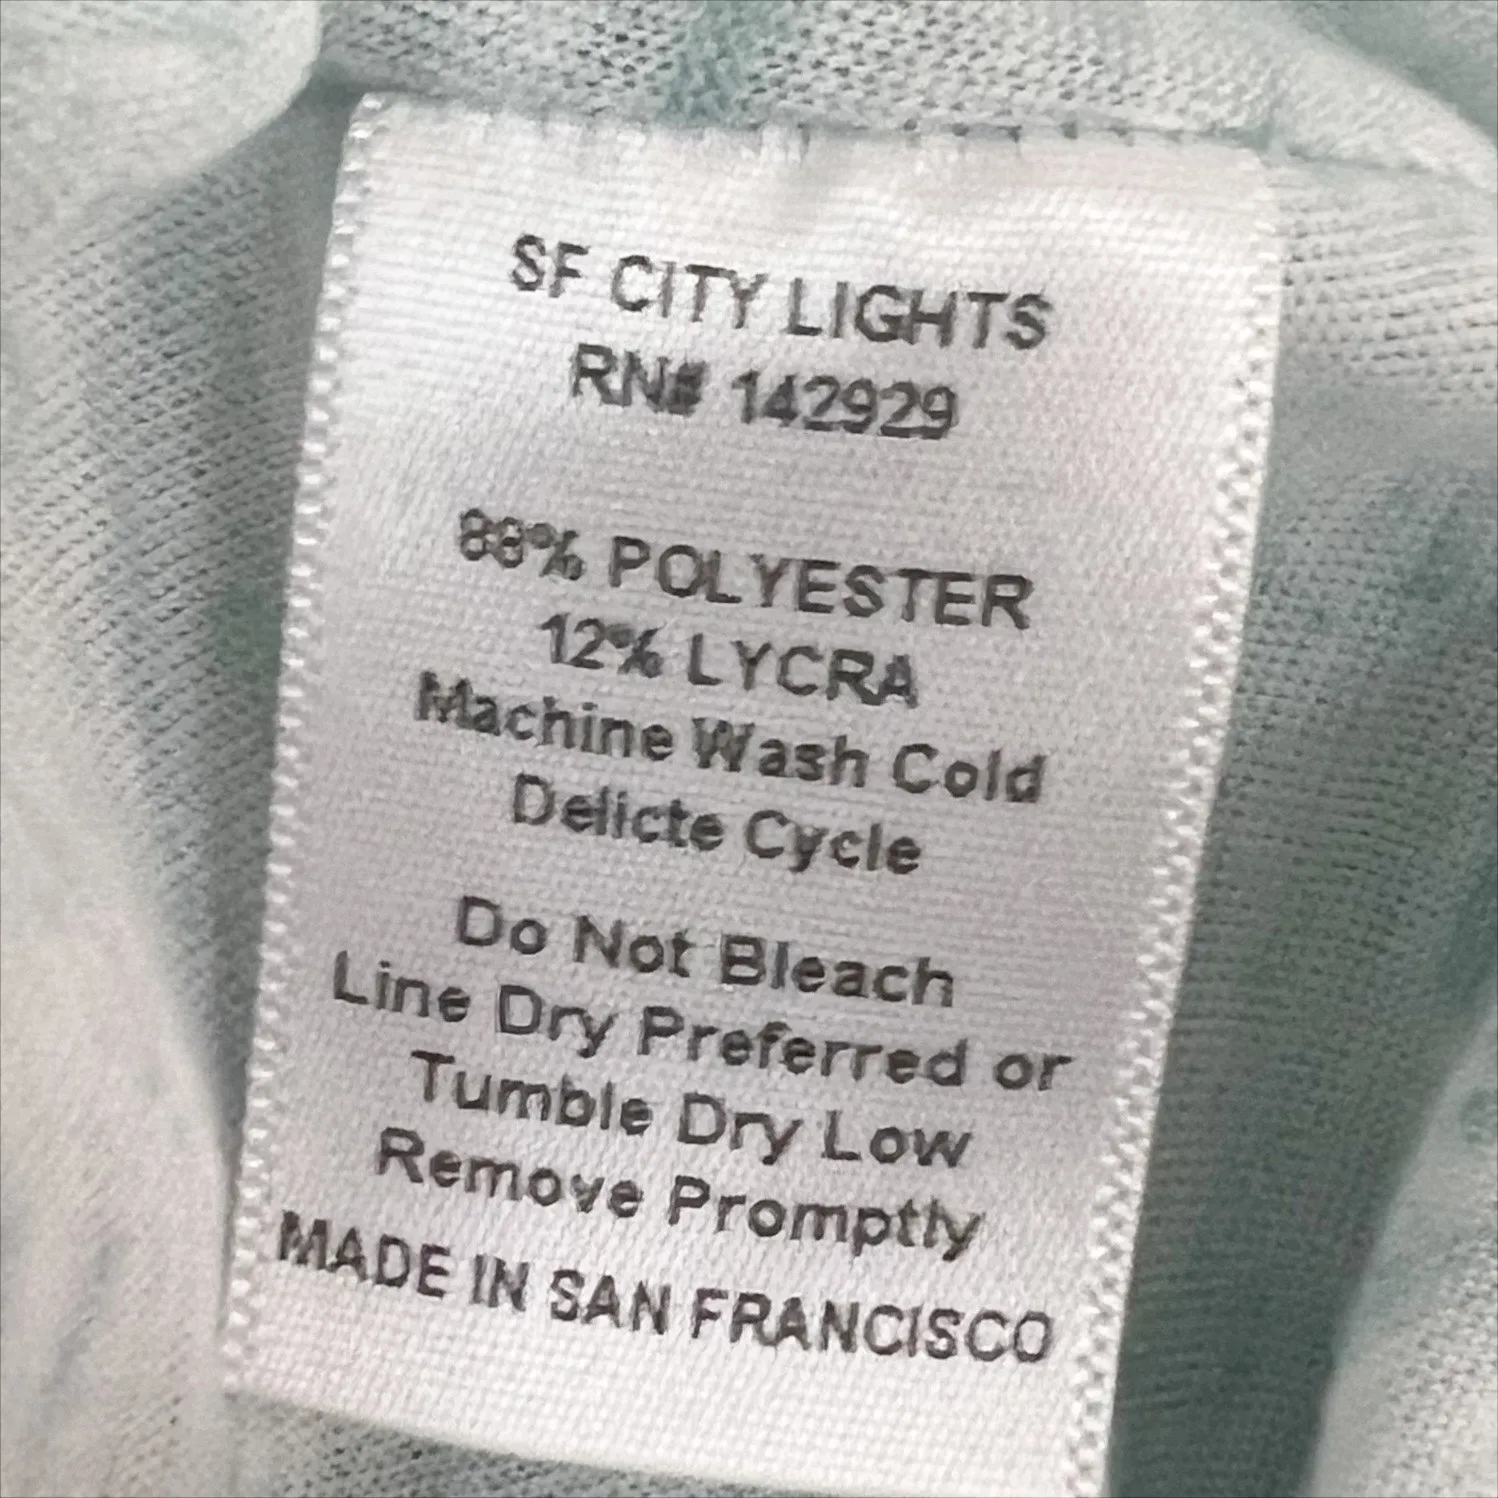 SF CITY LIGHTS
RN# 142929
88% POLYESTER
12% LYCRA
Machine Wash Cold
Delicte Cycle
Do Not Bleach
Line Dry Preferred or
Tumble Dry Low
Remove Promptly
MADE IN SAN FRANCISCO